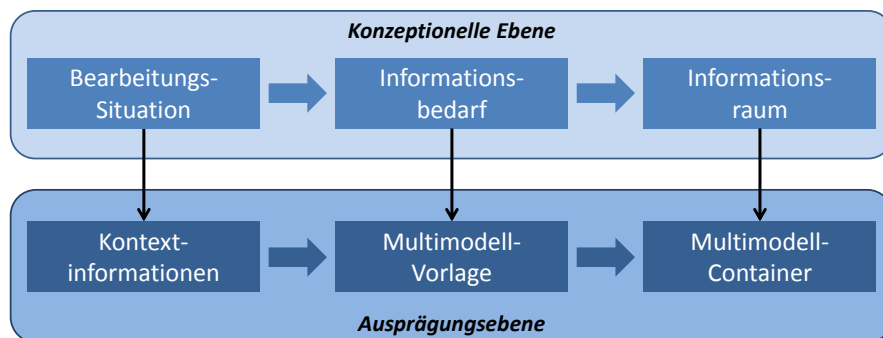 Konzeptionelle Ebene
Bearbeitungs-
Situation
Informations-
bedarf
Informations-
raum
Kontext-
informationen
Multimodell-
Vorlage
Multimodell-
Container
Ausprägungsebene